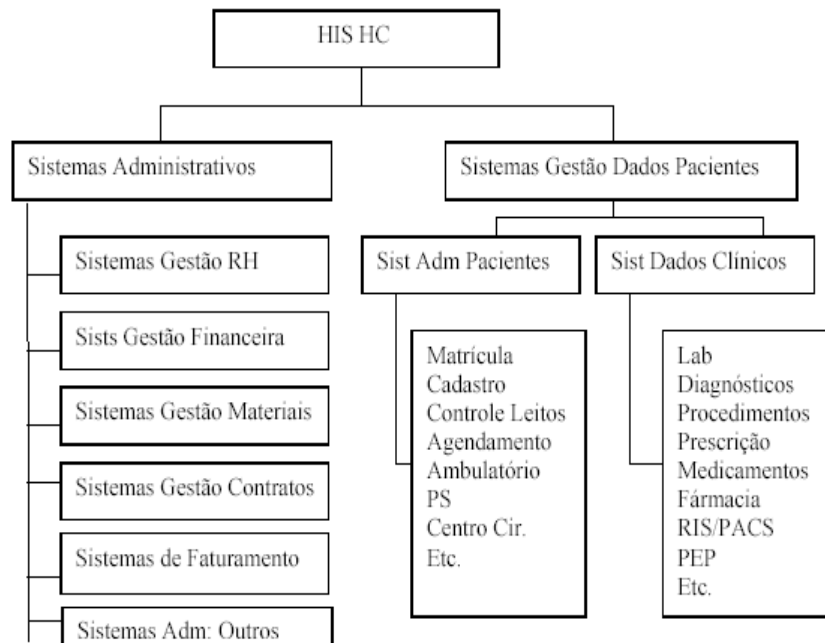 HIS HC
Sistemas Administrativos
Sistemas Gestão Dados Pacientes
Sistemas Gestão RH
Sists Gestão Financeira
Sistemas Gestão Materiais
Sistemas Gestão Contratos
Sistemas de Faturamento
Sistemas Adm: Outros
Sist Adm Pacientes
Matrícula
Cadastro
Controle Leitos
Agendamento
Ambulatório
PS
Centro Cir.
Etc.
Sist Dados Clínicos
Lab
Diagnósticos
Procedimentos
Prescrição
Medicamentos
Fármacia
RIS/PACS
PEP
Etc.